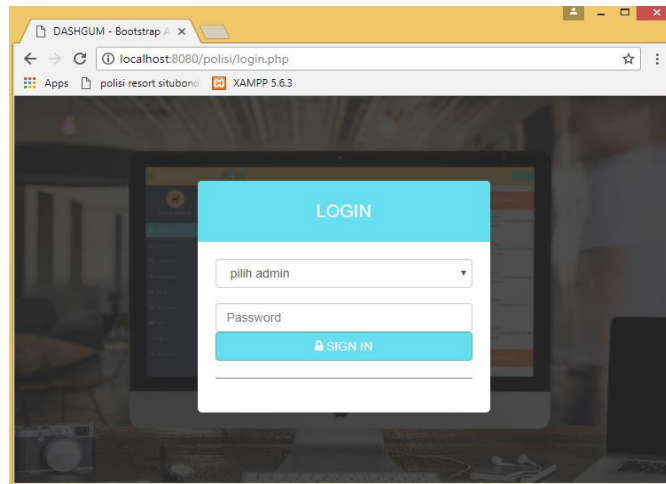 DASHGUM - Bootstrap A
localhost:8080/polisi/login.php
Apps polisi resort situbond XAMPP 5.6.3
LOGIN
pilih admin
Password
SIGN IN